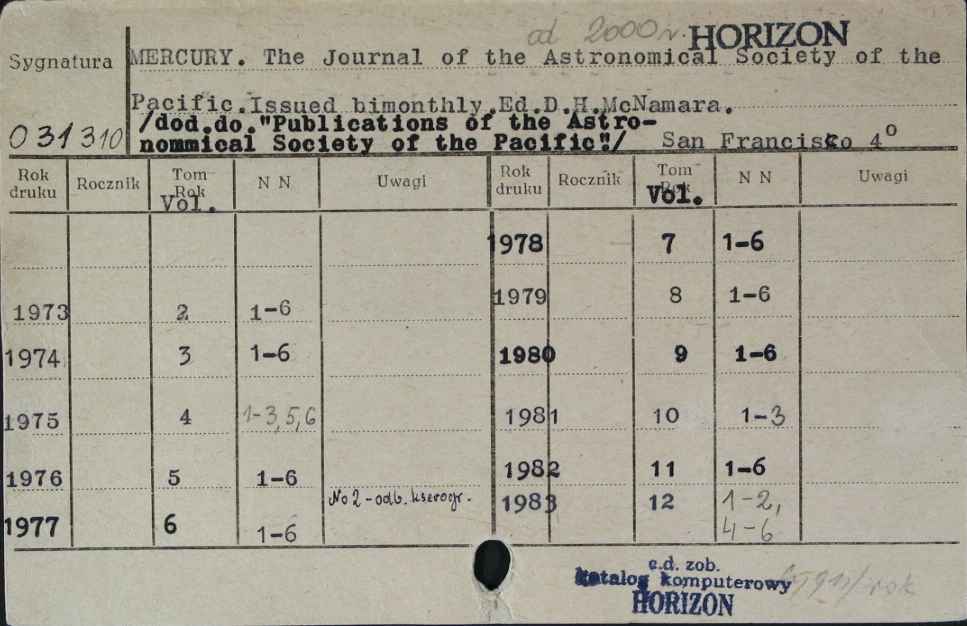 od 2000 r. HORIZON
Sygnatura MERCURY. The Journal of the Astronomical Society of the
Pacific.Issued bimonthly.Ed.D.H.McNamara.
/dod.do."Publications of the Astro-
031310 nommical Society of the Pacific"/ San Francisko 4o
Rok druku Rocznik Tom Rok Vol. N N Uwagi Rok druku Rocznik Tom Rok Vol. N N Uwagi
1978 7 1-6
1973 2 1-6 1979 8 1-6
1974 3 1-6 1980 9 1-6
1975 4 1-3,5,6 1981 10 1-3
1976 5 1-6 1982 11 1-6
No 2 - odb. kserogr. 1983 12 1-2, 4-6
1977 6 1-6
c.d. zob.
katalog komputerowy
HORIZON